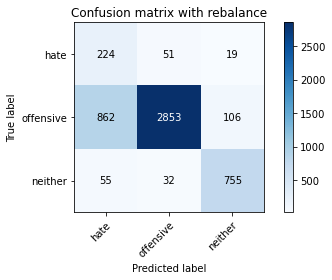 Confusion matrix with rebalance
True label
hate
224 51 19
offensive
862 2853 106
neither
55 32 755
hate
offensive
neither
Predicted label
2500
2000
1500
1000
500